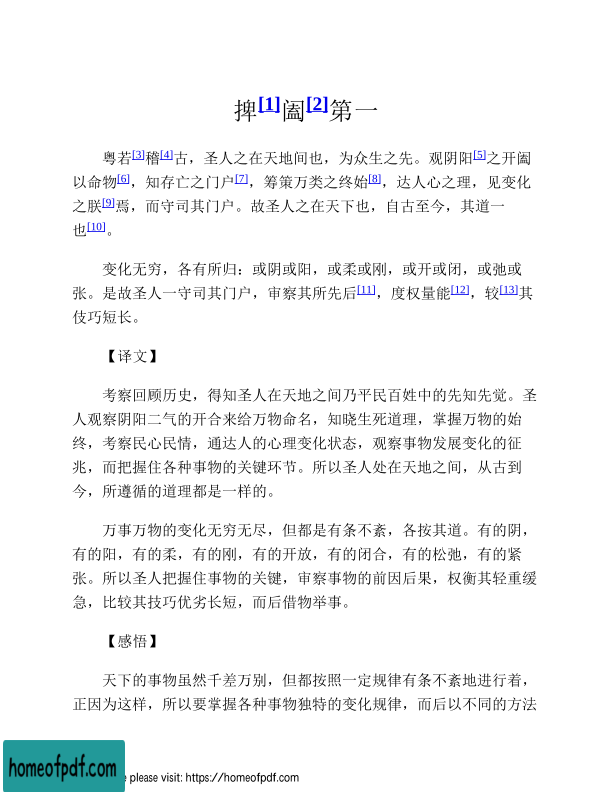 捭[1]阖[2]第一
粤若[3]稽[4]古，圣人之在天地间也，为众生之先。观阴阳[5]之开阖
以命物[6]，知存亡之门户[7]，筹策万类之终始[8]，达人心之理，见变化
之朕[9]焉，而守司其门户。故圣人之在天下也，自古至今，其道一
也[10]。
变化无穷，各有所归：或阴或阳，或柔或刚，或开或闭，或弛或
张。是故圣人一守司其门户，审察其所先后[11]，度权量能[12]，较[13]其
伎巧短长。
【译文】
考察回顾历史，得知圣人在天地之间乃平民百姓中的先知先觉。圣
人观察阴阳二气的开合来给万物命名，知晓生死道理，掌握万物的始
终，考察民心民情，通达人的心理变化状态，观察事物发展变化的征
兆，而把握住各种事物的关键环节。所以圣人处在天地之间，从古到
今，所遵循的道理都是一样的。
万事万物的变化无穷无尽，但都是有条不紊，各按其道。有的阴，
有的阳，有的柔，有的刚，有的开放，有的闭合，有的松弛，有的紧
张。所以圣人把握住事物的关键，审察事物的前因后果，权衡其轻重缓
急，比较其技巧优劣长短，而后借物举事。
【感悟】
天下的事物虽然千差万别，但都按照一定规律有条不紊地进行着，
正因为这样，所以要掌握各种事物独特的变化规律，而后以不同的方法
homeofpdf.com
e please visit: https://homeofpdf.com